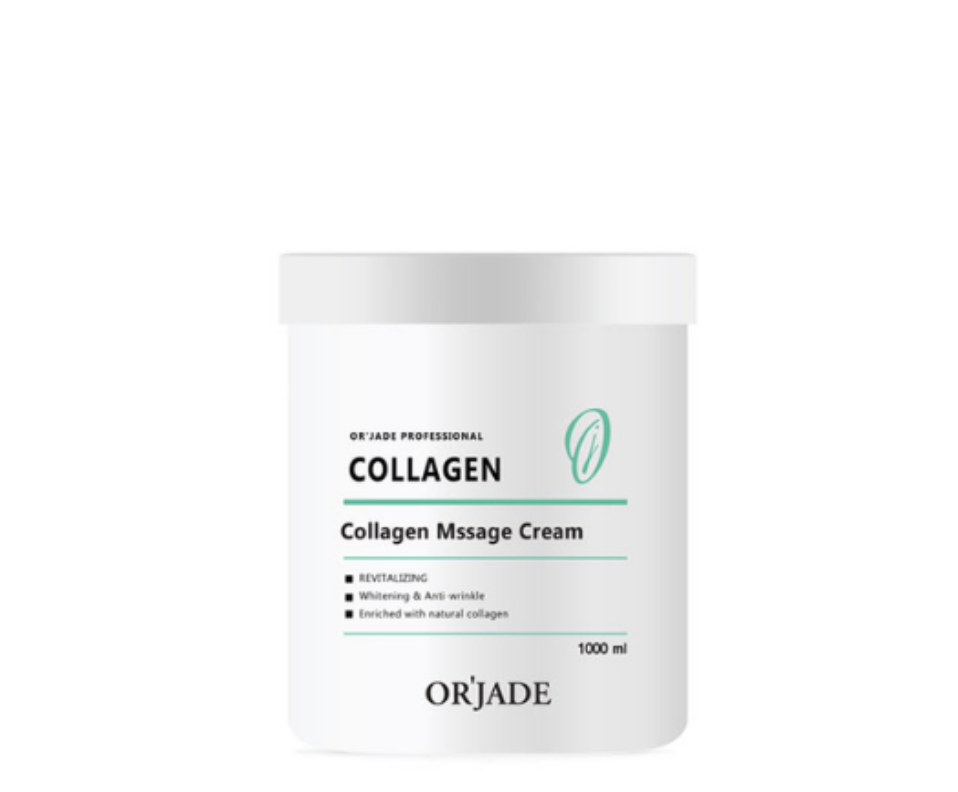 OR'JADE PROFESSIONAL
COLLAGEN
Collagen Mssage Cream
REVITALIZING
Whitening & Anti-wrinkle
Enriched with natural collagen
1000 ml
OR'JADE